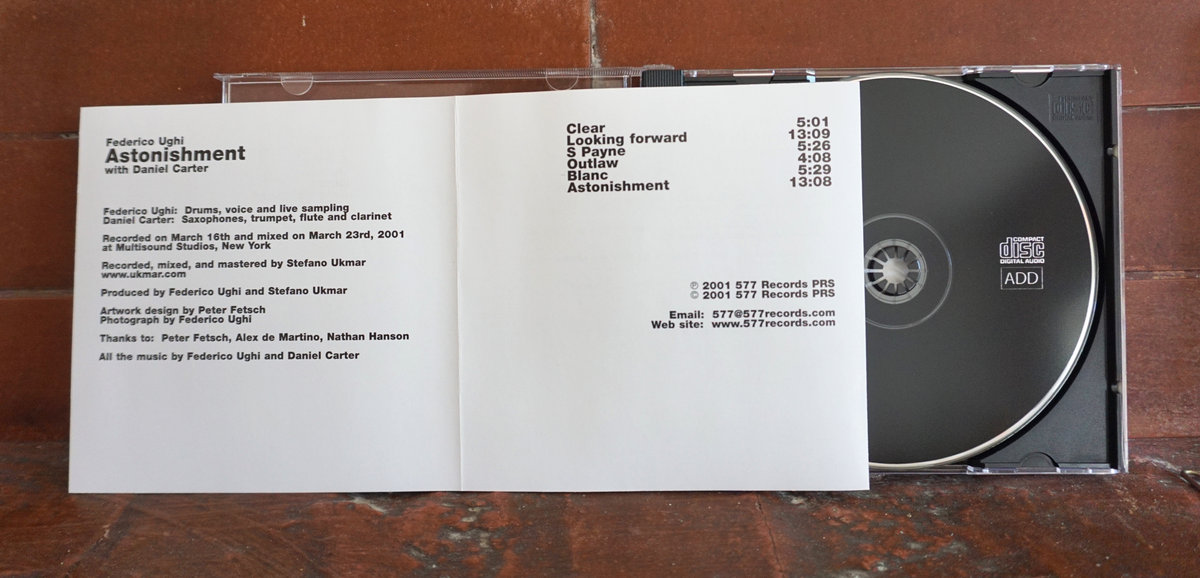 Federico Ughi
Astonishment
with Daniel Carter
Federico Ughi: Drums, voice and live sampling
Daniel Carter: Saxophones, trumpet, flute and clarinet
Recorded on March 16th and mixed on March 23rd, 2001
at Multisound Studios, New York
Recorded, mixed, and mastered by Stefano Ukmar
www.ukmar.com
Produced by Federico Ughi and Stefano Ukmar
Artwork design by Peter Fetsch
Photograph by Federico Ughi
Thanks to: Peter Fetsch, Alex de Martino, Nathan Hanson
All the music by Federico Ughi and Daniel Carter
Clear 5:01
Looking forward 13:09
S Payne 5:26
Outlaw 4:08
Blanc 5:29
Astonishment 13:08
℗ 2001 577 Records PRS
© 2001 577 Records PRS
Email: 577@577records.com
Web site: www.577records.com
COMPACT
disc
DIGITAL AUDIO
ADD
disc
DIGITAL AUDIO